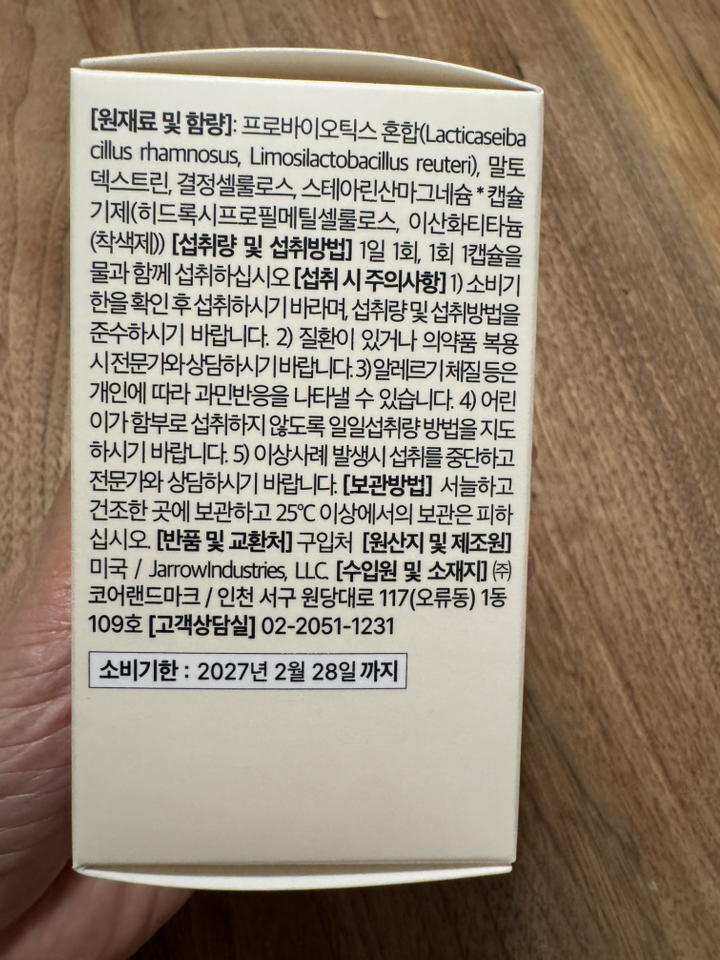 [원재료 및 함량]: 프로바이오틱스 혼합(Lacticaseiba
cillus rhamnosus, Limosilactobacillus reuteri), 말토
덱스트린, 결정셀룰로스, 스테아린산마그네슘 * 캡슐
기제(히드록시프로필메틸셀룰로스, 이산화티타늄
(착색제)) [섭취량 및 섭취방법] 1일 1회, 1회 1캡슐을
물과 함께 섭취하십시오 [섭취 시 주의사항] 1) 소비기
한을 확인 후 섭취하시기 바라며, 섭취량 및 섭취방법을
준수하시기 바랍니다. 2) 질환이 있거나 의약품 복용
시 전문가와 상담하시기 바랍니다. 3) 알레르기 체질 등은
개인에 따라 과민반응을 나타낼 수 있습니다. 4) 어린
이가 함부로 섭취하지 않도록 일일섭취량 방법을 지도
하시기 바랍니다. 5) 이상사례 발생시 섭취를 중단하고
전문가와 상담하시기 바랍니다. [보관방법] 서늘하고
건조한 곳에 보관하고 25℃ 이상에서의 보관은 피하
십시오. [반품 및 교환처] 구입처 [원산지 및 제조원]
미국 / JarrowIndustries, LLC. [수입원 및 소재지] ㈜
코어랜드마크 / 인천 서구 원당대로 117(오류동) 1동
109호 [고객상담실] 02-2051-1231
소비기한 : 2027년 2월 28일 까지